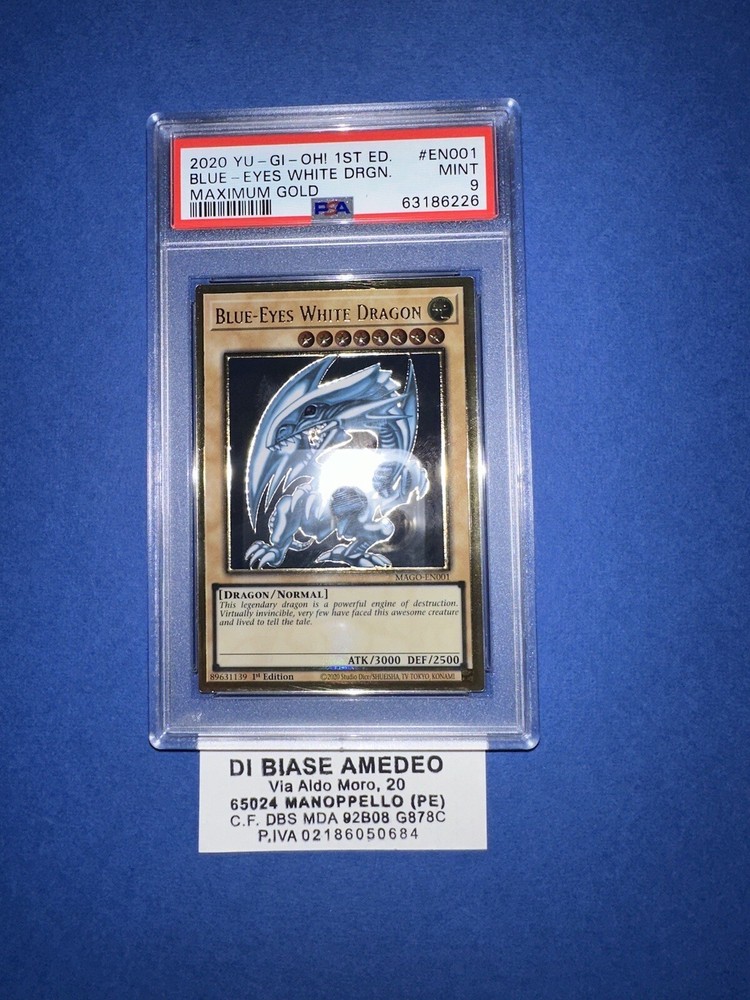 2020 YU-GI-OH! 1ST ED. #EN001
BLUE-EYES WHITE DRGN. MINT
MAXIMUM GOLD 9
PSA 63186226
BLUE-EYES WHITE DRAGON
MAGO-EN001
[DRAGON/NORMAL]
This legendary dragon is a powerful engine of destruction.
Virtually invincible, very few have faced this awesome creature
and lived to tell the tale.
ATK/3000 DEF/2500
89631139 1st Edition ©2020 Studio Dice/SHUEISHA, TV TOKYO, KONAMI
DI BIASE AMEDEO
Via Aldo Moro, 20
65024 MANOPPELLO (PE)
C.F. DBS MDA 92B08 G878C
P.IVA 02186050684